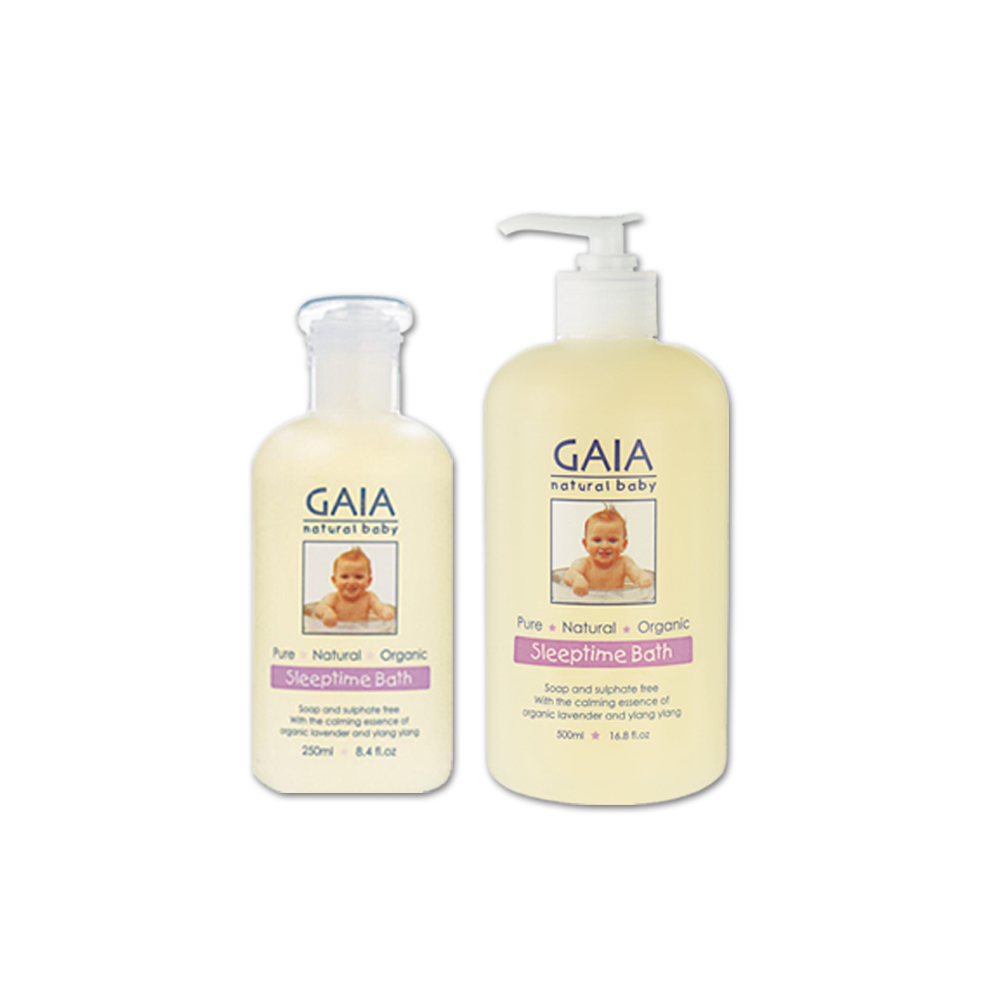 GAIA
natural baby
Pure ★ Natural ★ Organic
Sleeptime Bath
Soap and sulphate free
With the calming essence of
organic lavender and ylang ylang
250ml ★ 8.4 fl.oz
GAIA
natural baby
Pure ★ Natural ★ Organic
Sleeptime Bath
Soap and sulphate free
With the calming essence of
organic lavender and ylang ylang
500ml ★ 16.8 fl.oz